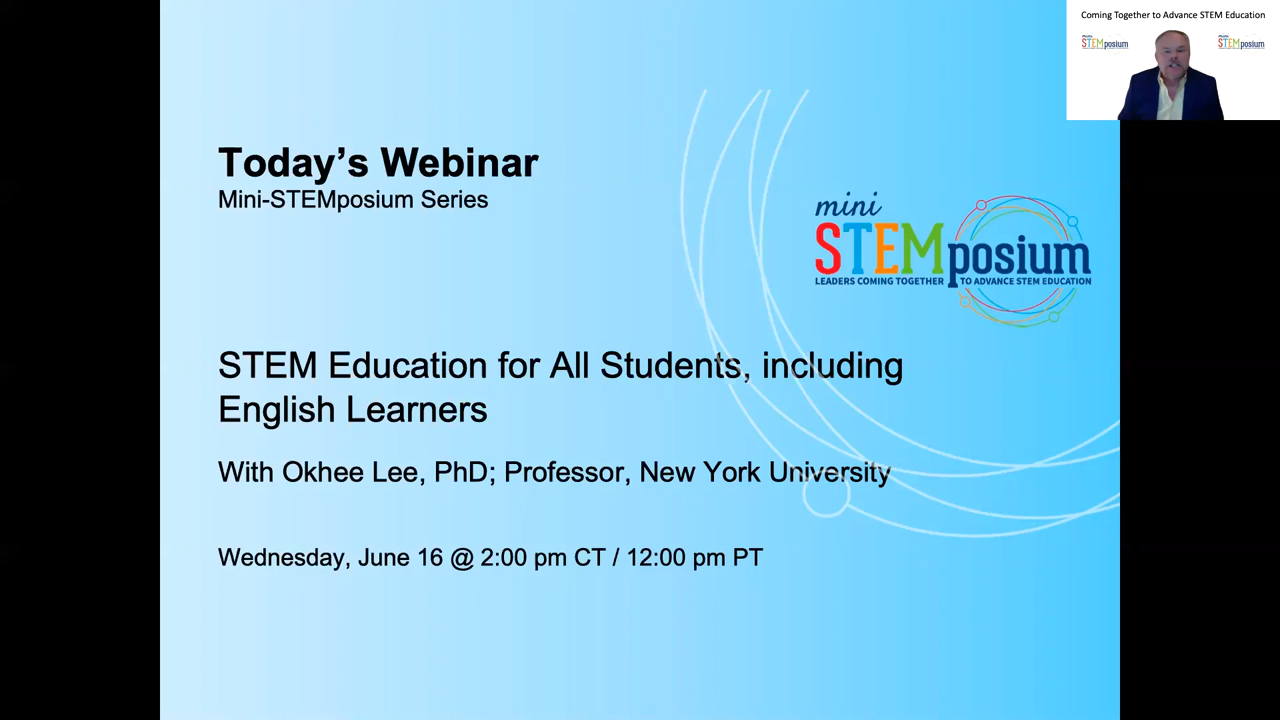 Coming Together to Advance STEM Education
STEMposium
STEMposium
Today's Webinar
Mini-STEMposium Series
mini
STEMposium
LEADERS COMING TOGETHER TO ADVANCE STEM EDUCATION
STEM Education for All Students, including
English Learners
With Okhee Lee, PhD; Professor, New York University
Wednesday, June 16 @ 2:00 pm CT / 12:00 pm PT